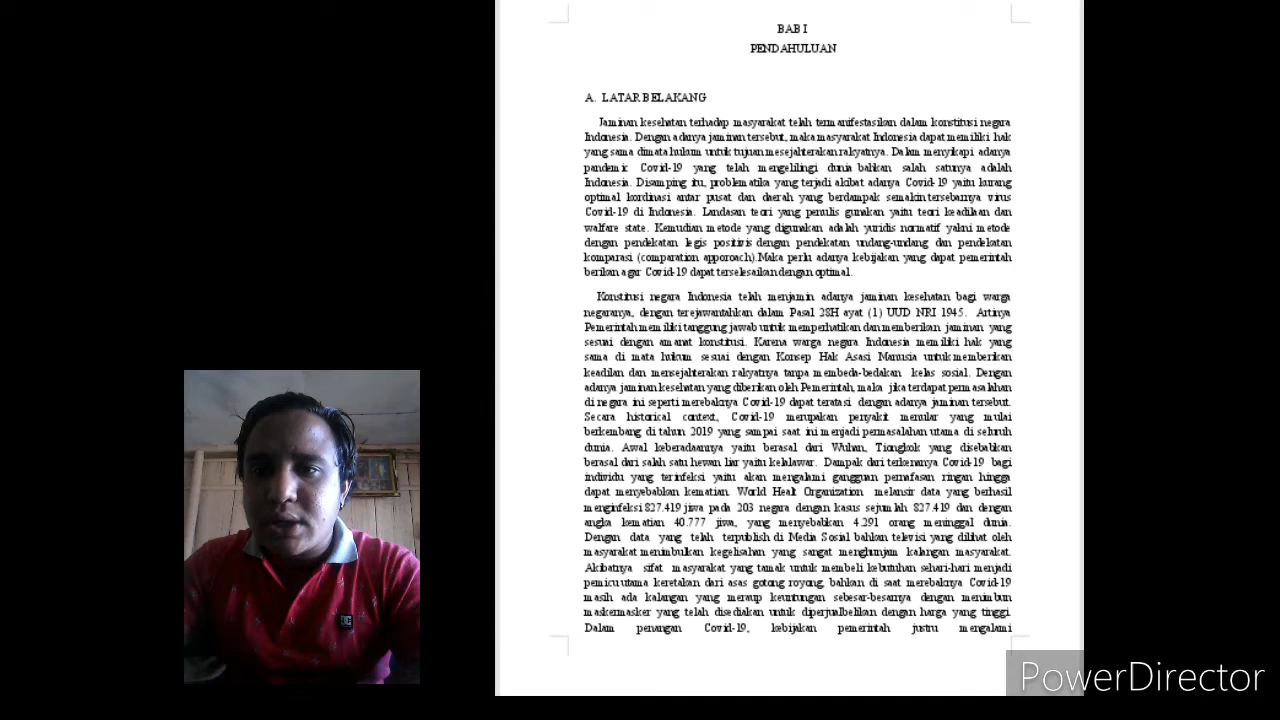 BAB I
PENDAHULUAN
A. LATAR BELAKANG
Jaminan kesehatan terhadap masyarakat telah termanifestasikan dalam konstitusi negara
Indonesia. Dengan adanya jaminan tersebut, maka masyarakat Indonesia dapat memiliki hak
yang sama dimata hukum untuk tujuan mesejahterakan rakyatnya. Dalam menyikapi adanya
pandemic Covid-19 yang telah mengelilingi dunia bahkan salah satunya adalah
Indonesia. Disamping itu, problematika yang terjadi akibat adanya Covid-19 yaitu kurang
optimal kordinasi antar pusat dan daerah yang berdampak semakin tersebarnya virus
Covid-19 di Indonesia. Landasan teori yang penulis gunakan yaitu teori keadilaan dan
walfare state. Kemudian metode yang digunakan adalah yuridis normatif yakni metode
dengan pendekatan legis positivis dengan pendekatan undang-undang dan pendekatan
komparasi (comparation apporoach).Maka perlu adanya kebijakan yang dapat pemerintah
berikan agar Covid-19 dapat terselesaikan dengan optimal.
Konstitusi negara Indonesia telah menjamin adanya jaminan kesehatan bagi warga
negaranya, dengan terejawantahkan dalam Pasal 28H ayat (1) UUD NRI 1945. Artinya
Pemerintah memiliki tanggung jawab untuk memperhatikan dan memberikan jaminan yang
sesuai dengan amanat konstitusi. Karena warga negara Indonesia memiliki hak yang
sama di mata hukum sesuai dengan Konsep Hak Asasi Manusia untuk memberikan
keadilan dan mensejahterakan rakyatnya tanpa membeda-bedakan kelas sosial. Dengan
adanya jaminan kesehatan yang diberikan oleh Pemerintah, maka jika terdapat permasalahan
di negara ini seperti merebaknya Covid-19 dapat teratasi dengan adanya jaminan tersebut.
Secara historical context, Covid-19 merupakan penyakit menular yang mulai
berkembang di tahun 2019 yang sampai saat ini menjadi permasalahan utama di seluruh
dunia. Awal keberadaannya yaitu berasal dari Wuhan, Tiongkok yang disebabkan
berasal dari salah satu hewan liar yaitu kelalawar. Dampak dari terkenanya Covid-19 bagi
individu yang terinfeksi yaitu akan mengalami gangguan pernafasan ringan hingga
dapat menyebabkan kematian World Healt Organization melansir data yang berhasil
menginfeksi 827.419 jiwa pada 203 negara dengan kasus sejumlah 827.419 dan dengan
angka kematian 40.777 jiwa, yang menyebabkan 4.291 orang meninggal dunia.
Dengan data yang telah terpublish di Media Sosial bahkan televisi yang dilihat oleh
masyarakat menimbulkan kegelisahan yang sangat menghunjam kalangan masyarakat.
Akibatnya sifat masyarakat yang tamak untuk membeli kebutuhan sehari-hari menjadi
pemicu utama keretakan dari asas gotong royong, bahkan di saat merebaknya Covid-19
masih ada kalangan yang meraup keuntungan sebesar-besarnya dengan menimbun
maskermasker yang telah disediakan untuk diperjualbelikan dengan harga yang tinggi.
Dalam penangan Covid-19, kebijakan pemerintah justru mengalami
PowerDirector